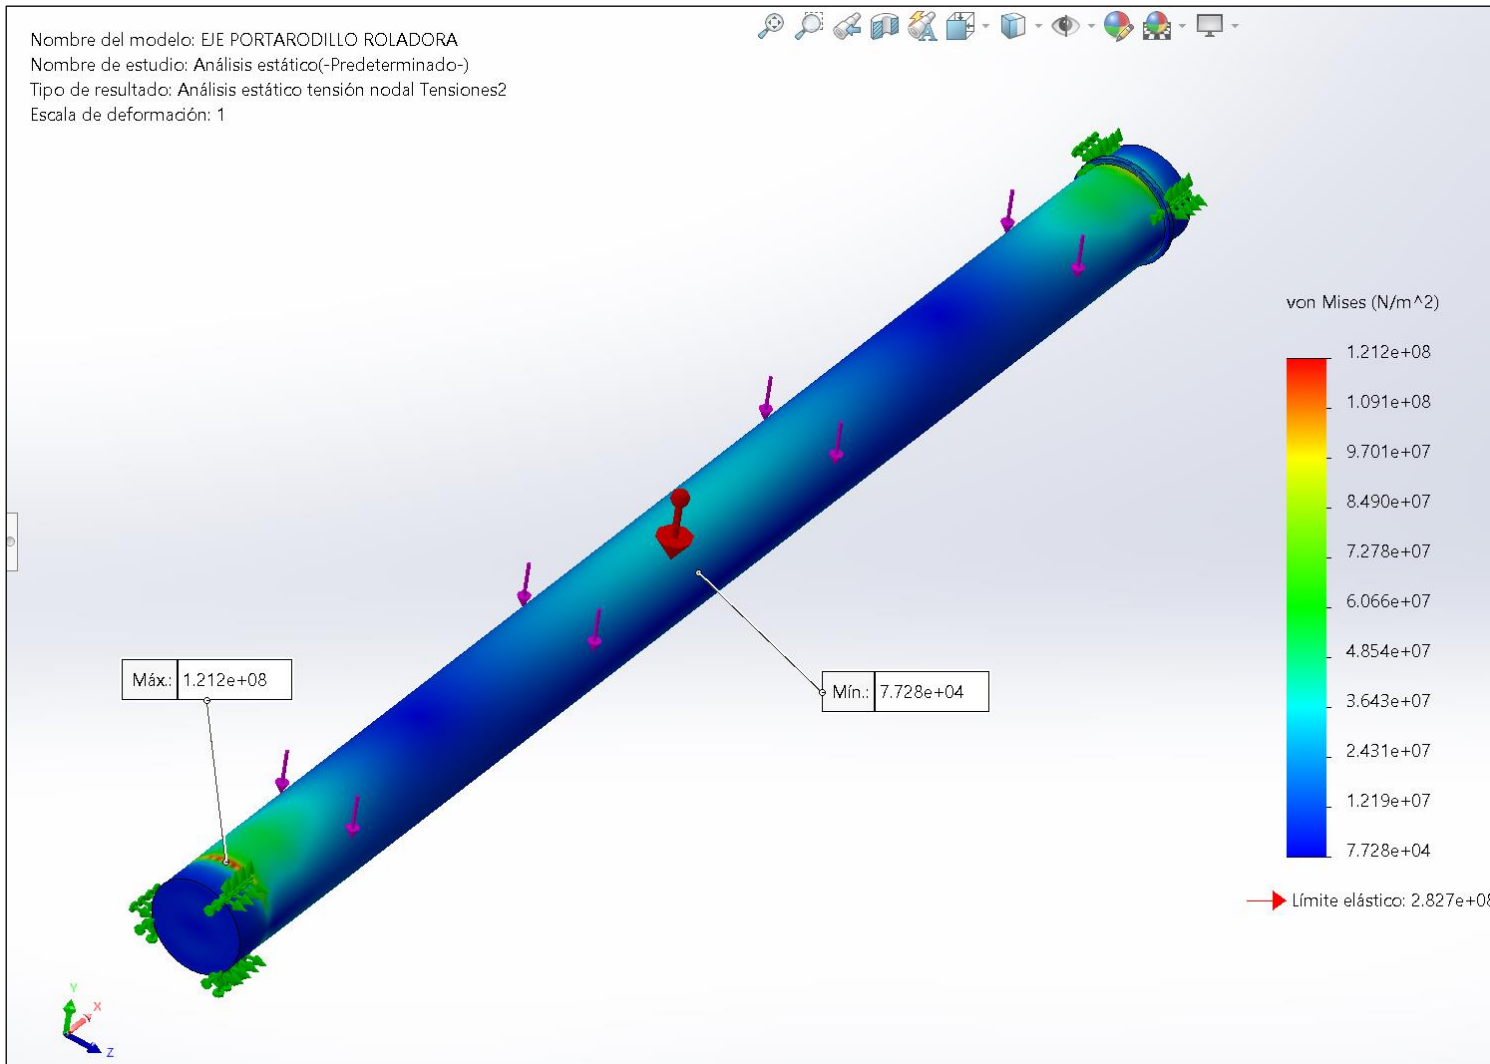 Nombre del modelo: EJE PORTARODILLO ROLADORA
Nombre de estudio: Análisis estático(-Predeterminado-)
Tipo de resultado: Análisis estático tensión nodal Tensiones2
Escala de deformación: 1
von Mises (N/m^2)
1.212e+08
1.091e+08
9.701e+07
8.490e+07
7.278e+07
6.066e+07
4.854e+07
3.643e+07
2.431e+07
1.219e+07
7.728e+04
Límite elástico: 2.827e+08
Máx.: 1.212e+08
Mín.: 7.728e+04
Y
X
Z